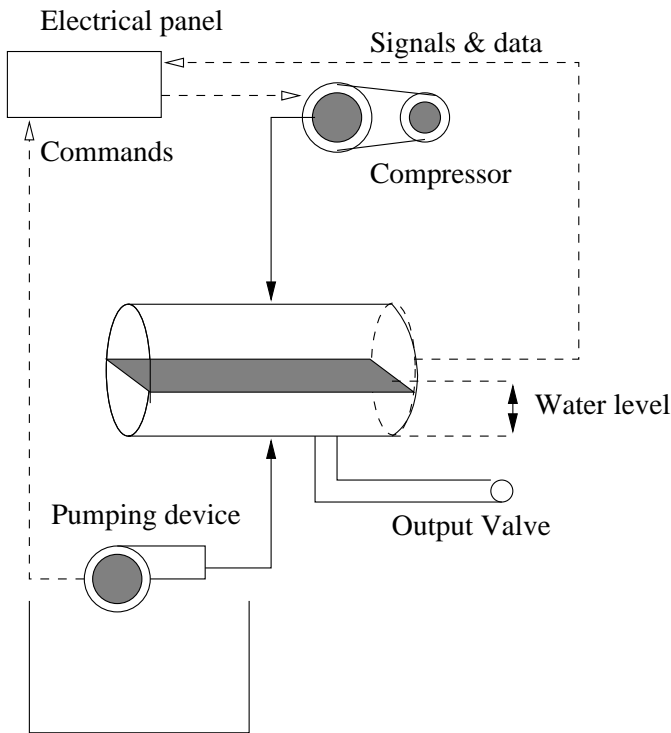 Electrical panel
Signals & data
Commands
Compressor
Water level
Pumping device
Output Valve